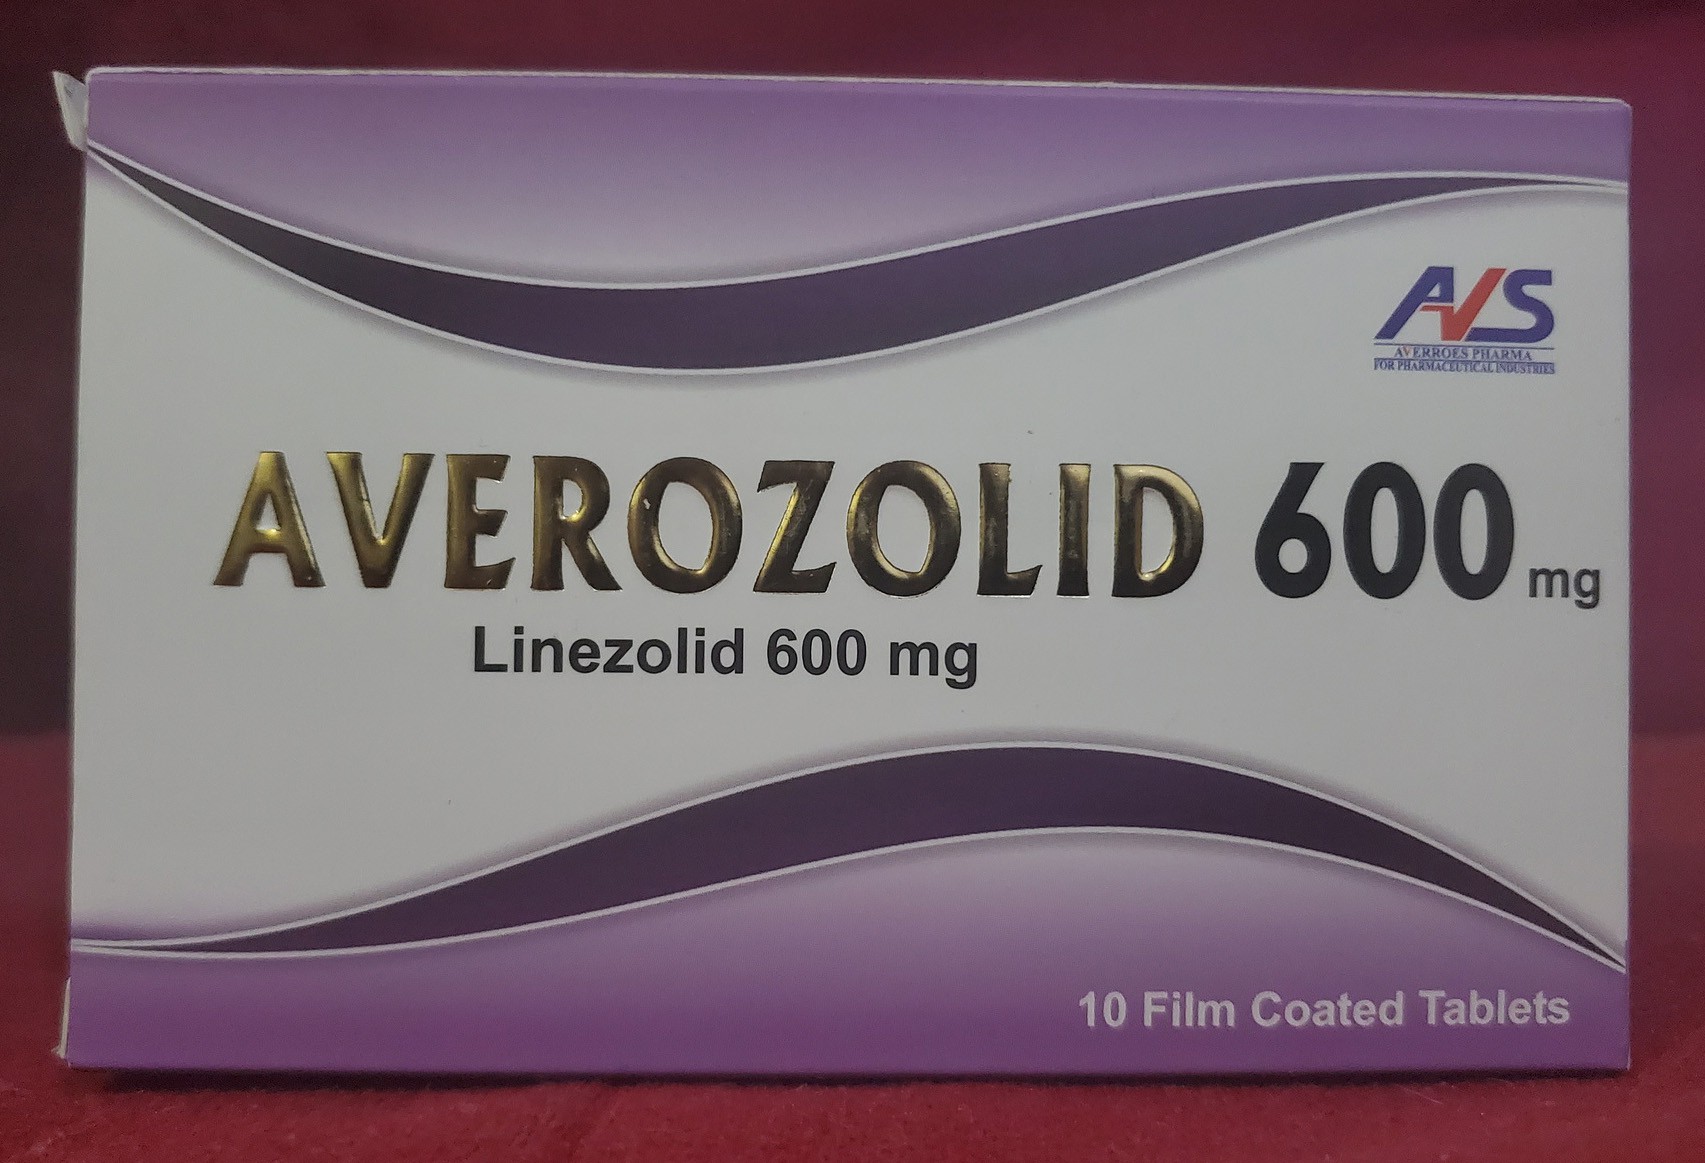 AVS
AVERROES PHARMA
FOR PHARMACEUTICAL INDUSTRIES
AVEROZOLID 600 mg
Linezolid 600 mg
10 Film Coated Tablets